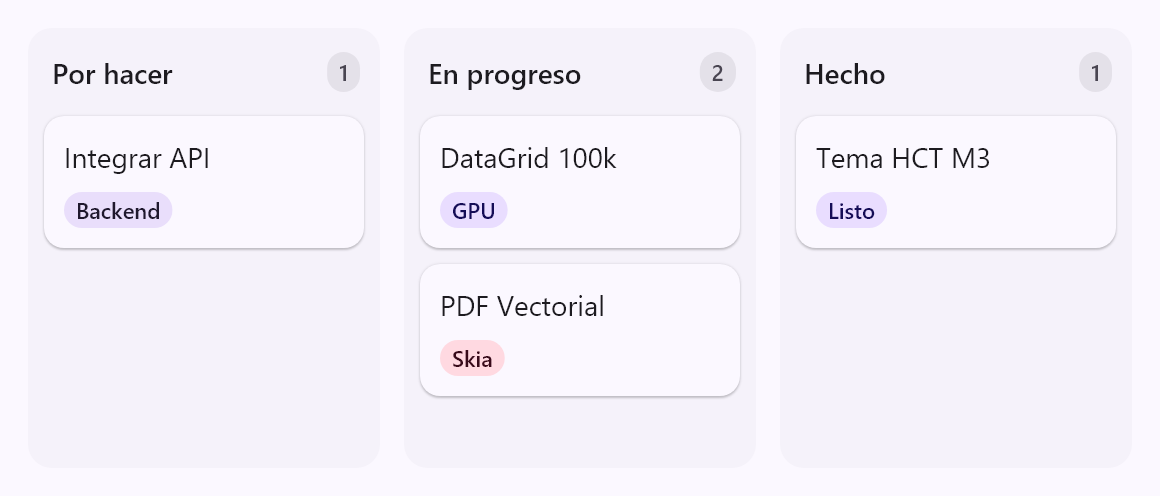 Por hacer
1
Integrar API
Backend
En progreso
2
DataGrid 100k
GPU
PDF Vectorial
Skia
Hecho
1
Tema HCT M3
Listo